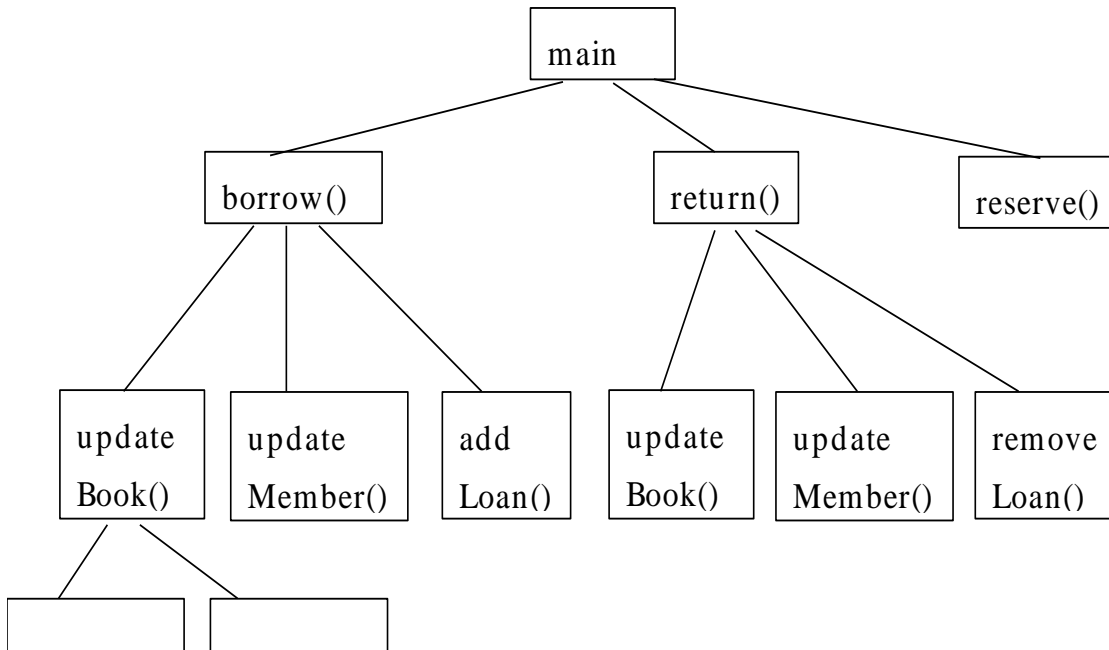 main
borrow()
return()
reserve()
update
Book()
update
Member()
add
Loan()
update
Book()
update
Member()
remove
Loan()